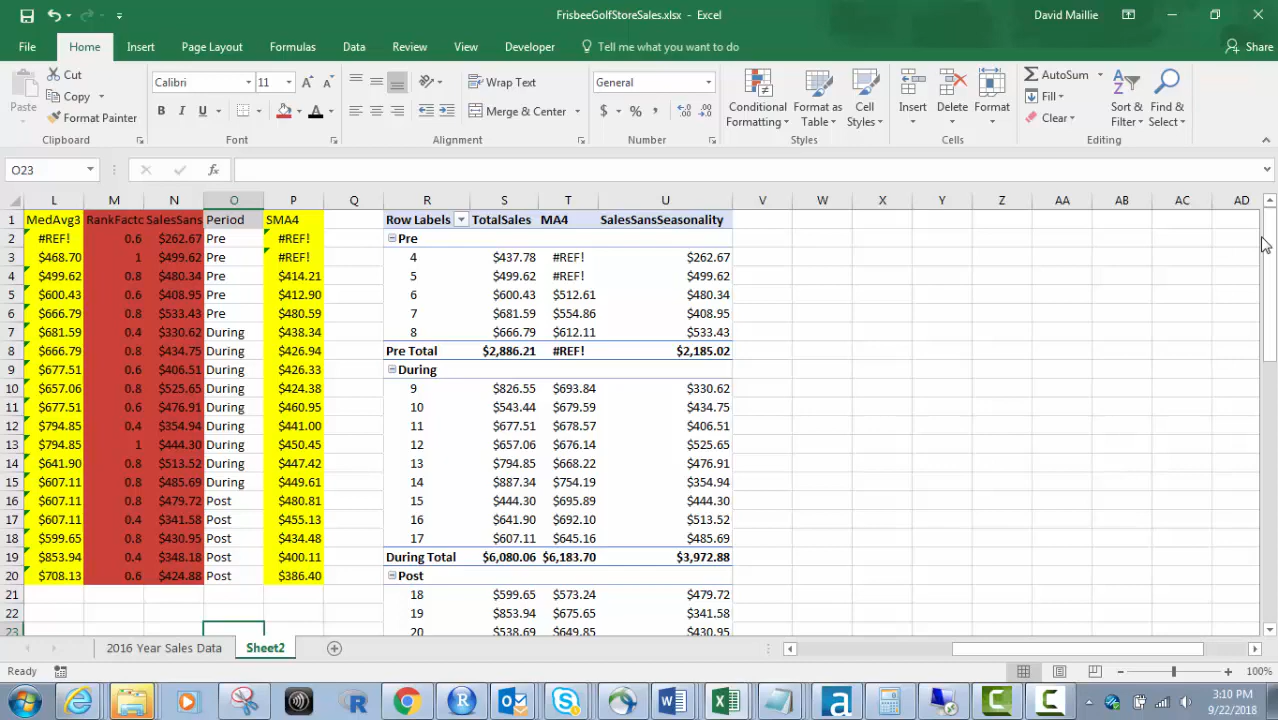 FrisbeeGolfStoreSales.xlsx - Excel
David Maillie
File Home Insert Page Layout Formulas Data Review View Developer Tell me what you want to do Share
Paste Cut Copy Format Painter Clipboard
Calibri 11 B I U A Font
Wrap Text Merge & Center Alignment
General $ % , Number
Conditional Formatting Format as Table Cell Styles Styles
Insert Delete Format Cells
AutoSum Fill Clear Sort & Filter Find & Select Editing
O23 fx
L M N O P Q R S T U V W X Y Z AA AB AC AD
1 MedAvg3 RankFactc SalesSans Period SMA4 Row Labels TotalSales MA4 SalesSansSeasonality
2 #REF! 0.6 $262.67 Pre #REF! Pre
3 $468.70 1 $499.62 Pre #REF! 4 $437.78 #REF! $262.67
4 $499.62 0.8 $480.34 Pre $414.21 5 $499.62 #REF! $499.62
5 $600.43 0.6 $408.95 Pre $412.90 6 $600.43 $512.61 $480.34
6 $666.79 0.8 $533.43 Pre $480.59 7 $681.59 $554.86 $408.95
7 $681.59 0.4 $330.62 During $438.34 8 $666.79 $612.11 $533.43
8 $666.79 0.8 $434.75 During $426.94 Pre Total $2,886.21 #REF! $2,185.02
9 $677.51 0.6 $406.51 During $426.33 During
10 $657.06 0.8 $525.65 During $424.38 9 $826.55 $693.84 $330.62
11 $677.51 0.6 $476.91 During $460.95 10 $543.44 $679.59 $434.75
12 $794.85 0.4 $354.94 During $441.00 11 $677.51 $678.57 $406.51
13 $794.85 1 $444.30 During $450.45 12 $657.06 $676.14 $525.65
14 $641.90 0.8 $513.52 During $447.42 13 $794.85 $668.22 $476.91
15 $607.11 0.8 $485.69 During $449.61 14 $887.34 $754.19 $354.94
16 $607.11 0.8 $479.72 Post $480.81 15 $444.30 $695.89 $444.30
17 $607.11 0.4 $341.58 Post $455.13 16 $641.90 $692.10 $513.52
18 $599.65 0.8 $430.95 Post $434.48 17 $607.11 $645.16 $485.69
19 $853.94 0.4 $348.18 Post $400.11 During Total $6,080.06 $6,183.70 $3,972.88
20 $708.13 0.6 $424.88 Post $386.40 Post
21 18 $599.65 $573.24 $479.72
22 19 $853.94 $675.65 $341.58
23 20 $538.69 $649.85 $430.95
2016 Year Sales Data Sheet2
Ready 100%
3:10 PM
9/22/2018